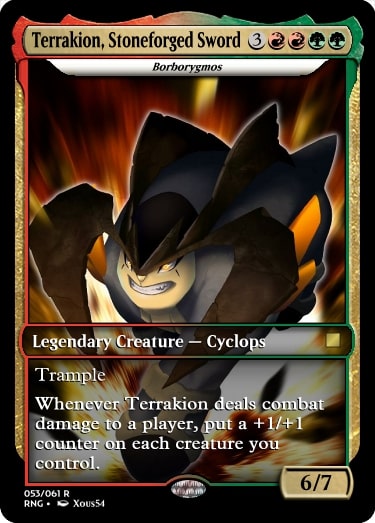 Terrakion, Stoneforged Sword 3
Borborygmos
Legendary Creature — Cyclops
Trample
Whenever Terrakion deals combat
damage to a player, put a +1/+1
counter on each creature you
control.
6/7
053/061 R
RNG • Xous54